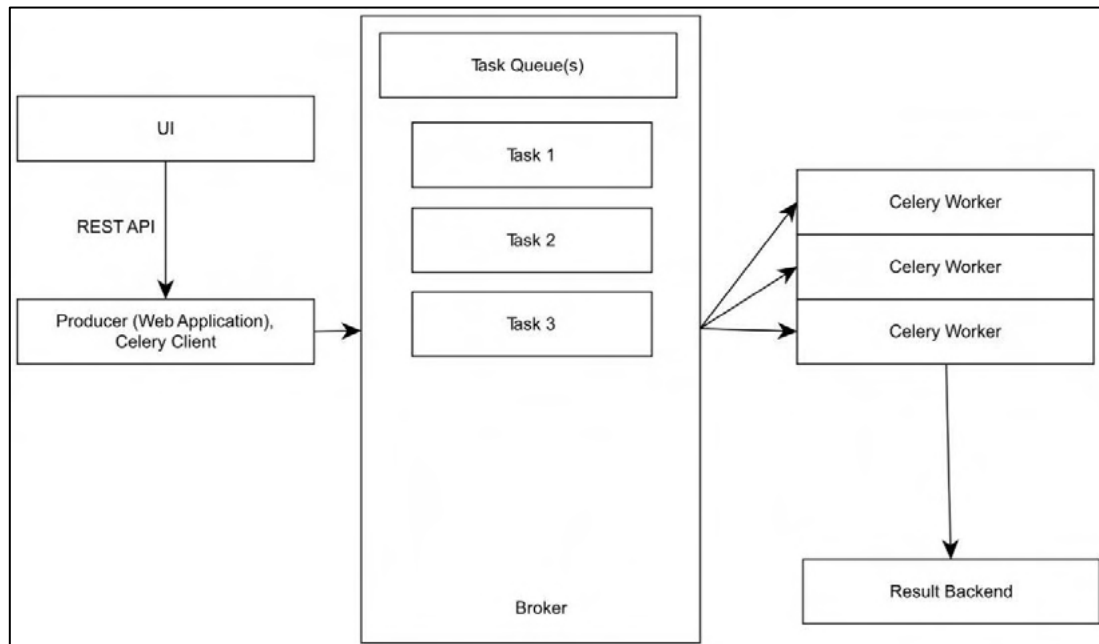 UI
REST API
Producer (Web Application),
Celery Client
Task Queue(s)
Task 1
Task 2
Task 3
Broker
Celery Worker
Celery Worker
Celery Worker
Result Backend